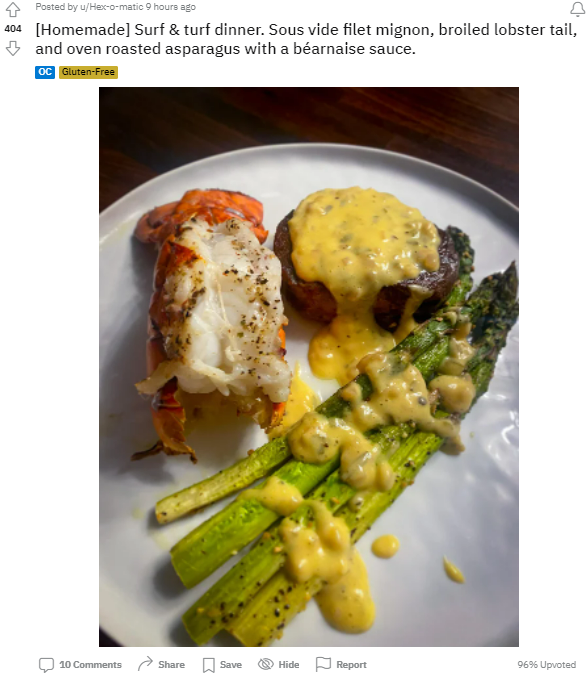 Posted by u/Hex-o-matic 9 hours ago
404
[Homemade] Surf & turf dinner. Sous vide filet mignon, broiled lobster tail,
and oven roasted asparagus with a béarnaise sauce.
OC Gluten-Free
10 Comments Share Save Hide Report 96% Upvoted